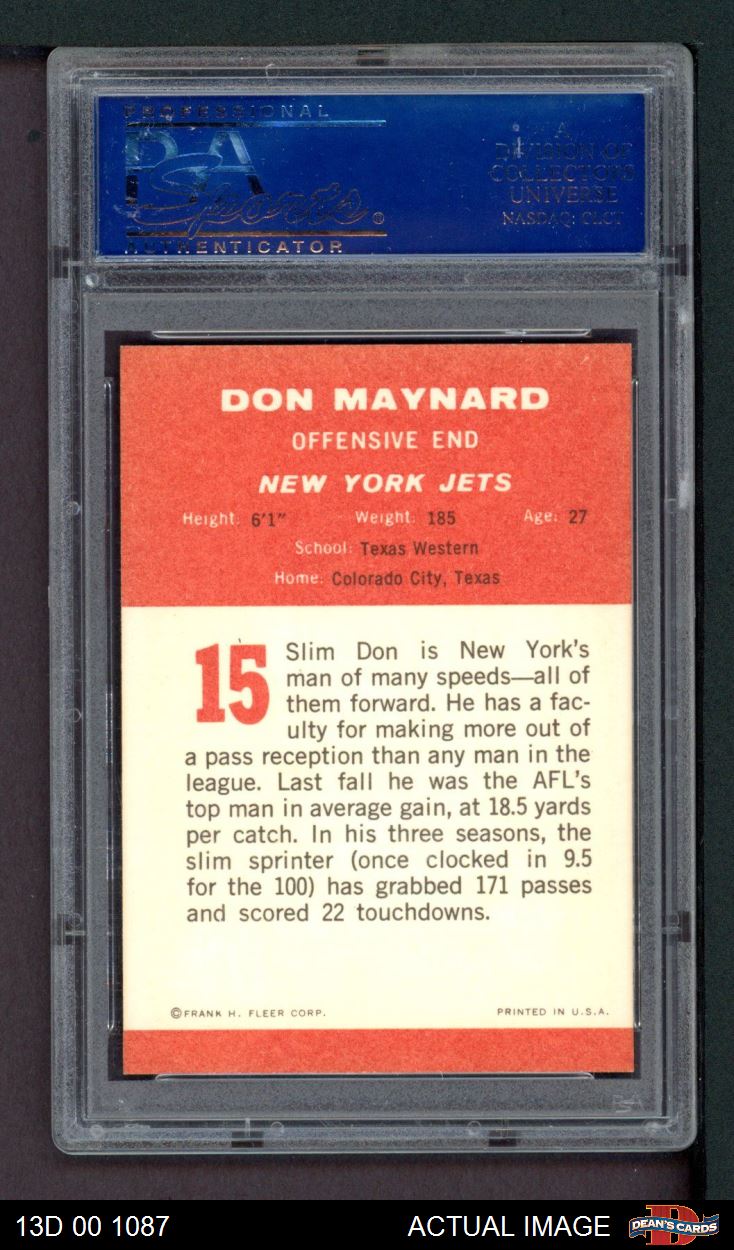 PROFESSIONAL
PSA
Sports®
AUTHENTICATOR
A
DIVISION OF
COLLECTORS
UNIVERSE
NASDAQ: CLCT
DON MAYNARD
OFFENSIVE END
NEW YORK JETS
Height: 6'1" Weight: 185 Age: 27
School: Texas Western
Home: Colorado City, Texas
15
Slim Don is New York's
man of many speeds—all of
them forward. He has a fac-
ulty for making more out of
a pass reception than any man in the
league. Last fall he was the AFL's
top man in average gain, at 18.5 yards
per catch. In his three seasons, the
slim sprinter (once clocked in 9.5
for the 100) has grabbed 171 passes
and scored 22 touchdowns.
©FRANK H. FLEER CORP. PRINTED IN U.S.A.
PSA
13D 00 1087 ACTUAL IMAGE DEAN'S CARDS